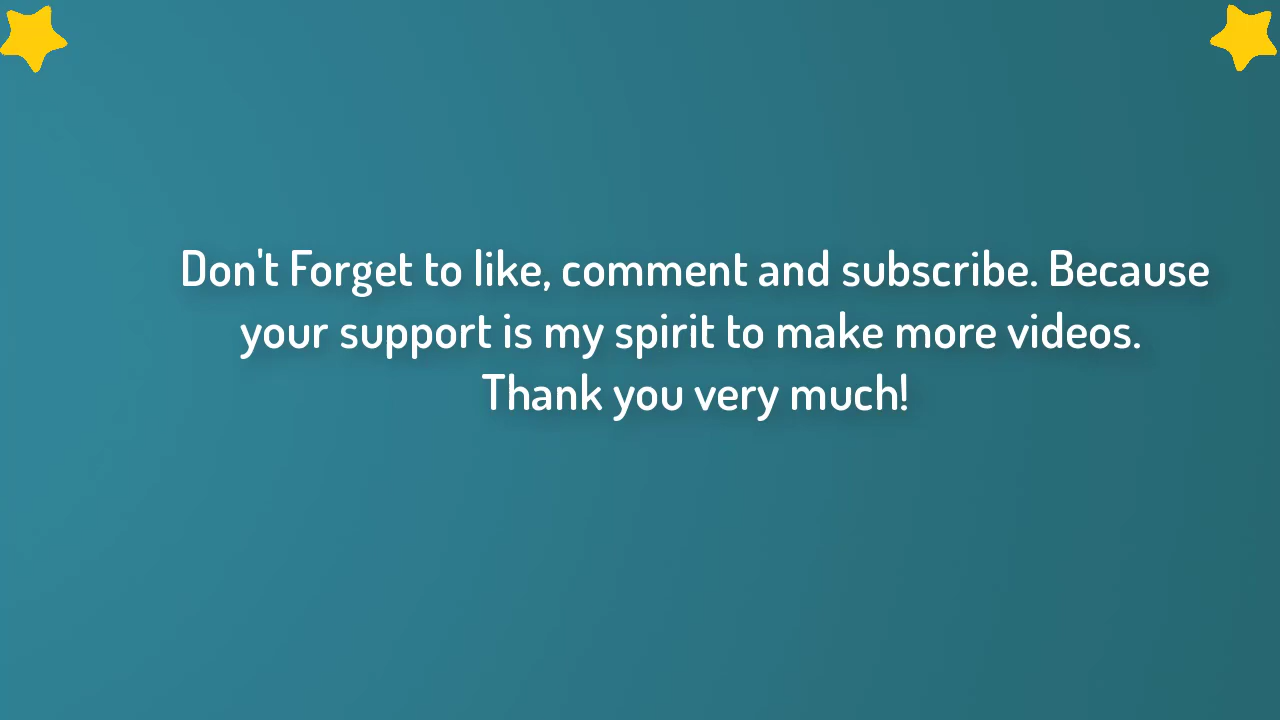 Don't Forget to like, comment and subscribe. Because
your support is my spirit to make more videos.
Thank you very much!